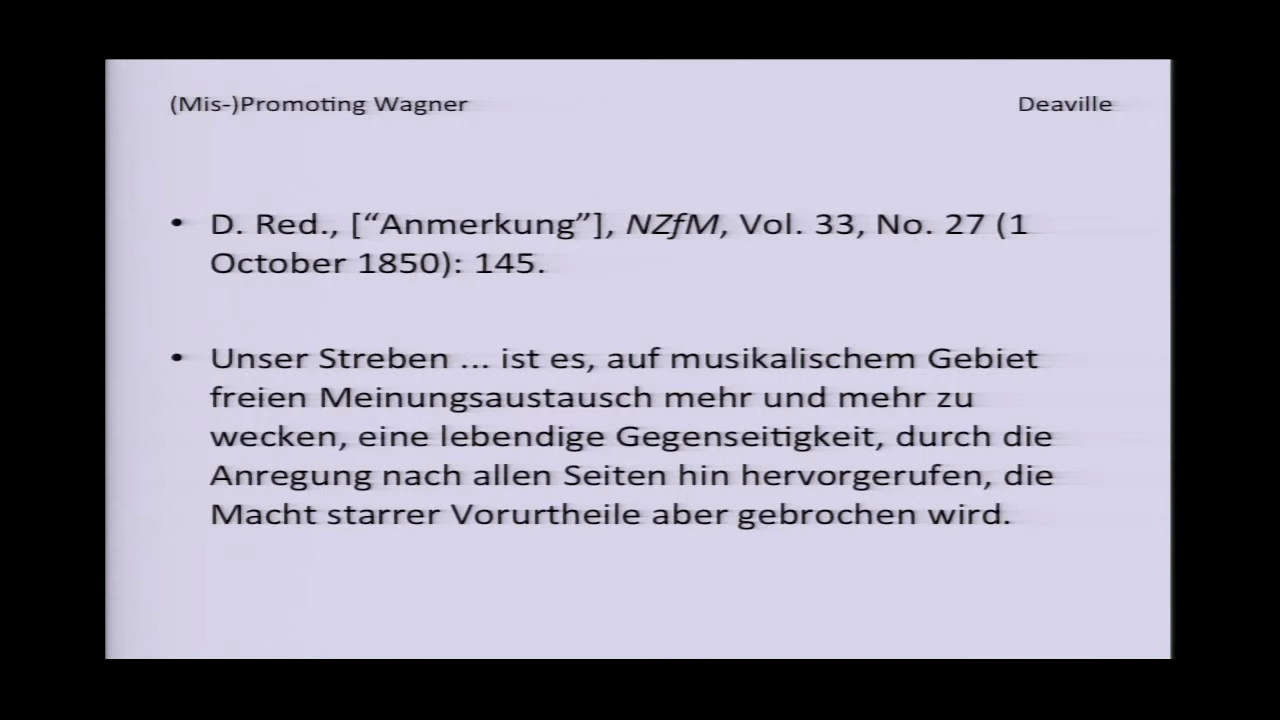 (Mis-)Promoting Wagner
Deaville
• D. Red., [“Anmerkung”], NZfM, Vol. 33, No. 27 (1
October 1850): 145.
• Unser Streben ... ist es, auf musikalischem Gebiet
freien Meinungsaustausch mehr und mehr zu
wecken, eine lebendige Gegenseitigkeit, durch die
Anregung nach allen Seiten hin hervorgerufen, die
Macht starrer Vorurtheile aber gebrochen wird.